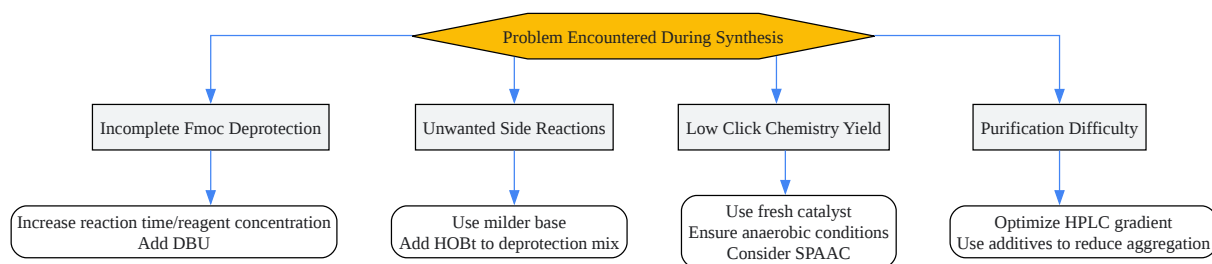 Problem Encountered During Synthesis
Incomplete Fmoc Deprotection
Unwanted Side Reactions
Low Click Chemistry Yield
Purification Difficulty
Increase reaction time/reagent concentration
Add DBU
Use milder base
Add HOBt to deprotection mix
Use fresh catalyst
Ensure anaerobic conditions
Consider SPAAC
Optimize HPLC gradient
Use additives to reduce aggregation